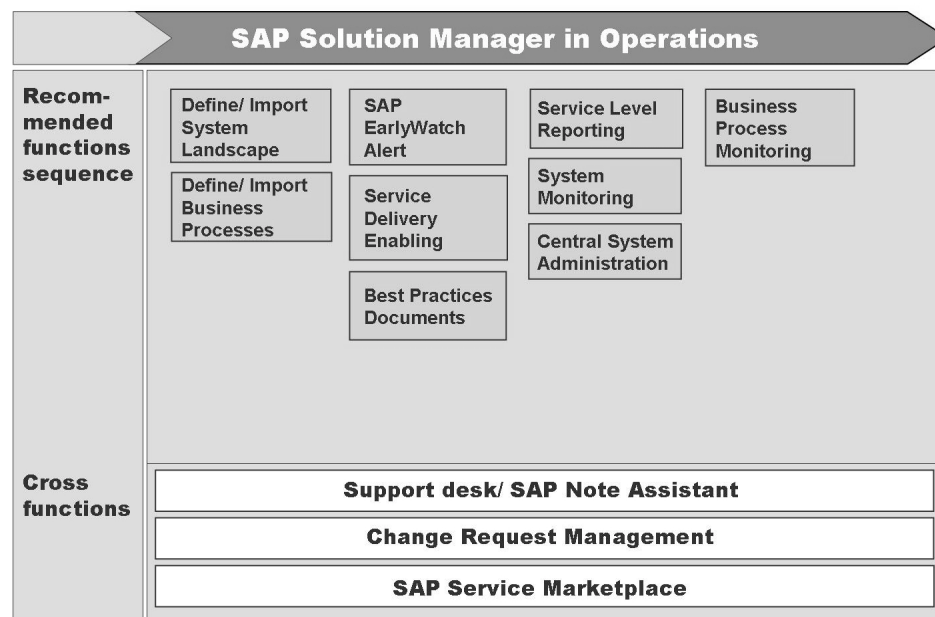 SAP Solution Manager in Operations
Recom-
mended
functions
sequence
Define/ Import
System
Landscape
Define/ Import
Business
Processes
SAP
EarlyWatch
Alert
Service
Delivery
Enabling
Best Practices
Documents
Service Level
Reporting
System
Monitoring
Central System
Administration
Business
Process
Monitoring
Cross
functions
Support desk/ SAP Note Assistant
Change Request Management
SAP Service Marketplace